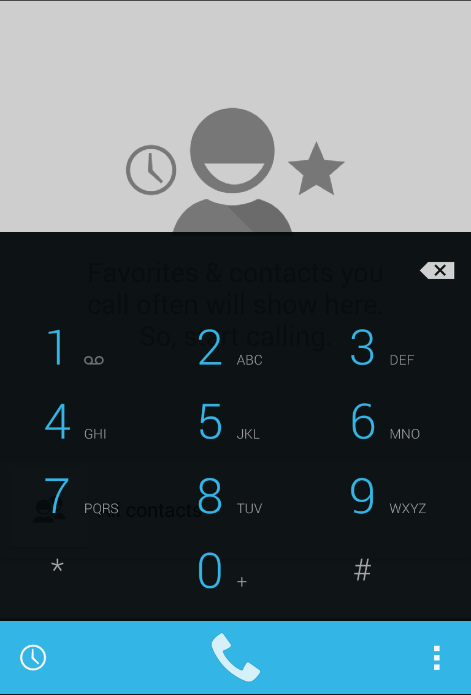 Favorites & contacts you
call often will show here.
So, start calling.
1
2 ABC
3 DEF
4 GHI
5 JKL
6 MNO
7 PQRS
8 TUV
9 WXYZ
contacts
*
0 +
#